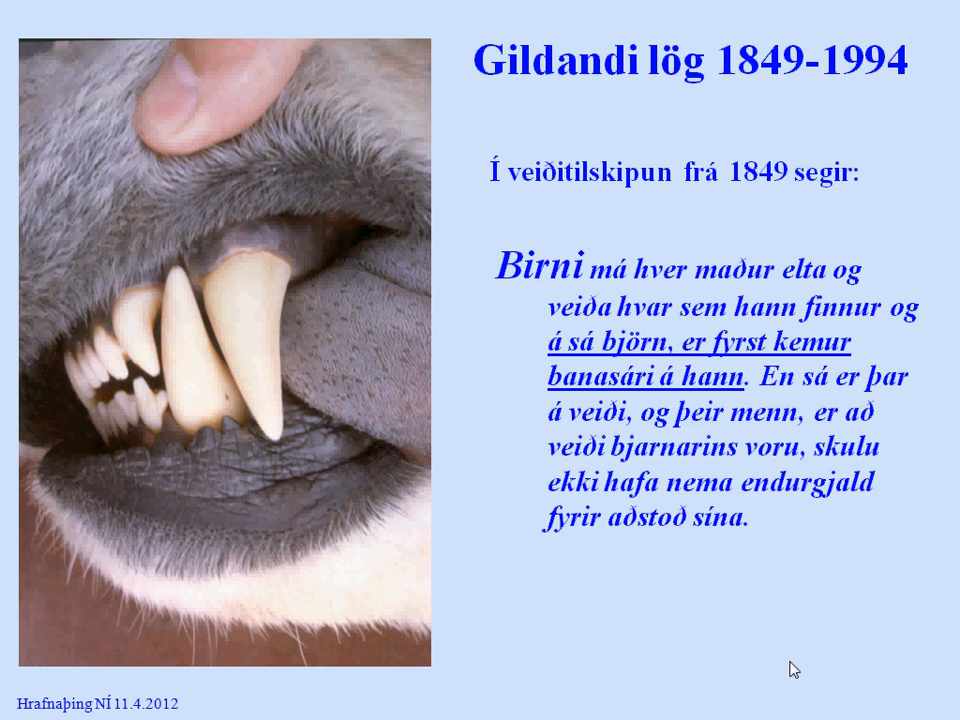 Gildandi lög 1849-1994
Í veiðitilskipun frá 1849 segir:
Birni má hver maður elta og
veiða hvar sem hann finnur og
á sá björn, er fyrst kemur
banasári á hann. En sá er þar
á veiði, og þeir menn, er að
veiði bjarnarins voru, skulu
ekki hafa nema endurgjald
fyrir aðstoð sína.
Hrafnaþing NÍ 11.4.2012